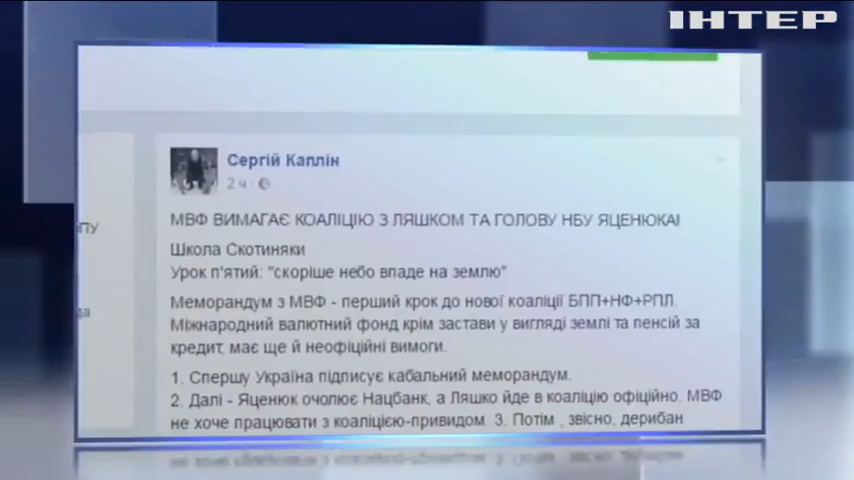 ІНТЕР
Сергій Каплін
2 ч
МВФ ВИМАГАЄ КОАЛІЦІЮ З ЛЯШКОМ ТА ГОЛОВУ НБУ ЯЦЕНЮКА!
Школа Скотиняки
Урок п'ятий: "скоріше небо впаде на землю"
Меморандум з МВФ - перший крок до нової коаліції БПП+НФ+РПЛ.
Міжнародний валютний фонд крім застави у вигляді землі та пенсій за
кредит, має ще й неофіційні вимоги.
1. Спершу Україна підписує кабальний меморандум.
2. Далі - Яценюк очолює Нацбанк, а Ляшко йде в коаліцію офіційно. МВФ
не хоче працювати з коаліцією-привидом. 3. Потім , звісно, дерибан